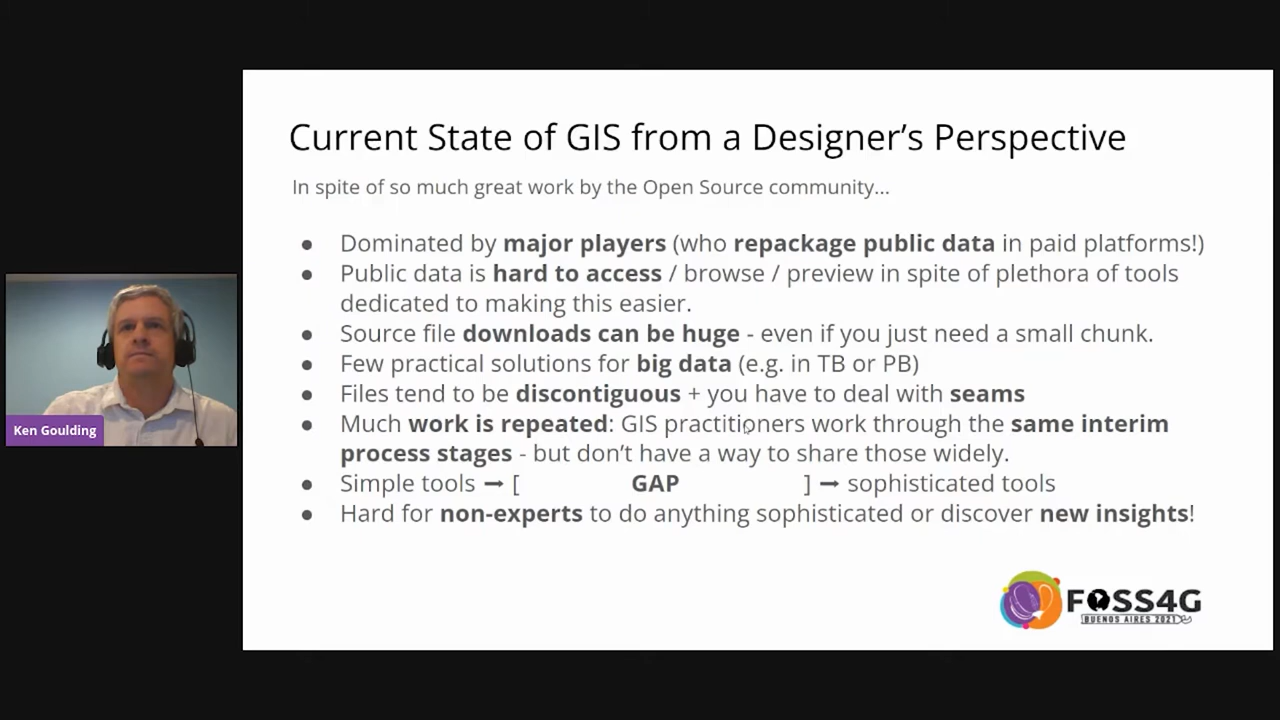 Current State of GIS from a Designer’s Perspective
In spite of so much great work by the Open Source community...
● Dominated by major players (who repackage public data in paid platforms!)
● Public data is hard to access / browse / preview in spite of plethora of tools
dedicated to making this easier.
● Source file downloads can be huge - even if you just need a small chunk.
● Few practical solutions for big data (e.g. in TB or PB)
● Files tend to be discontiguous + you have to deal with seams
● Much work is repeated: GIS practitioners work through the same interim
process stages - but don’t have a way to share those widely.
● Simple tools ➞ [ GAP ] ➞ sophisticated tools
● Hard for non-experts to do anything sophisticated or discover new insights!
Ken Goulding
FOSS4G
BUENOS AIRES 2021